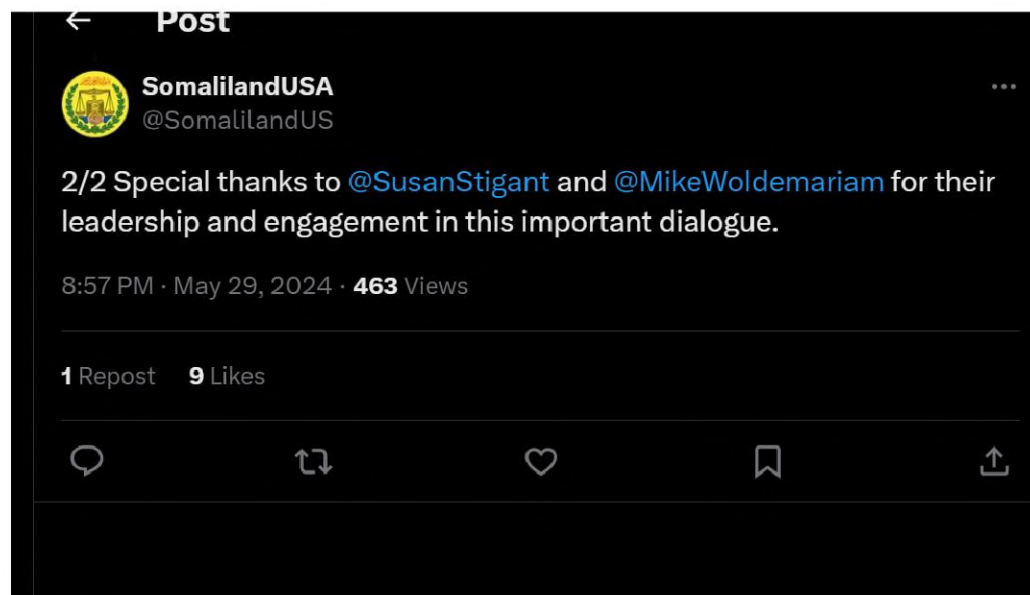 Post
SomalilandUSA
@SomalilandUS
2/2 Special thanks to @SusanStigant and @MikeWoldemariam for their
leadership and engagement in this important dialogue.
8:57 PM · May 29, 2024 · 463 Views
1 Repost 9 Likes